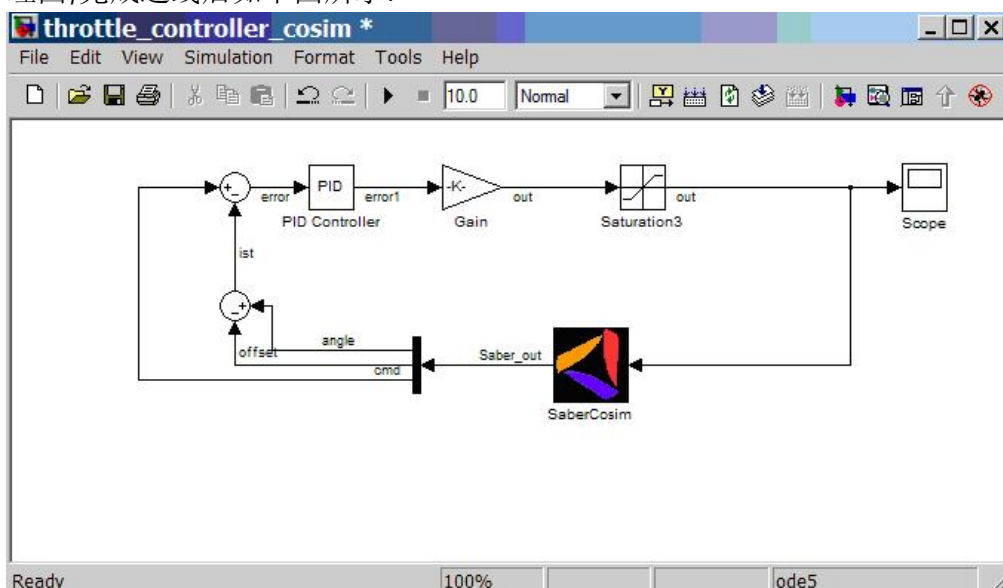 throttle_controller_cosim *
File Edit View Simulation Format Tools Help
10.0 Normal
+
-
error
PID
PID Controller
error1
-K-
Gain
out
Saturation3
out
Scope
ist
-
+
offset
angle
cmd
Saber_out
SaberCosim
Ready 100% ode5